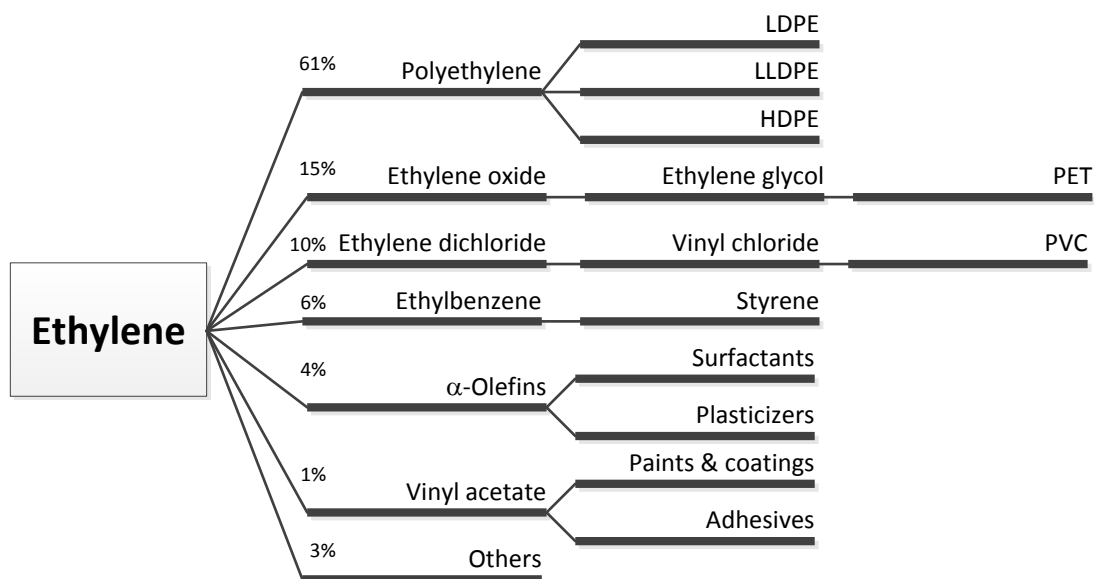 LDPE
61%
Polyethylene
LLDPE
HDPE
15%
Ethylene oxide
Ethylene glycol
PET
10%
Ethylene dichloride
Vinyl chloride
PVC
Ethylene
6%
Ethylbenzene
Styrene
4%
α-Olefins
Surfactants
Plasticizers
1%
Vinyl acetate
Paints & coatings
Adhesives
3%
Others